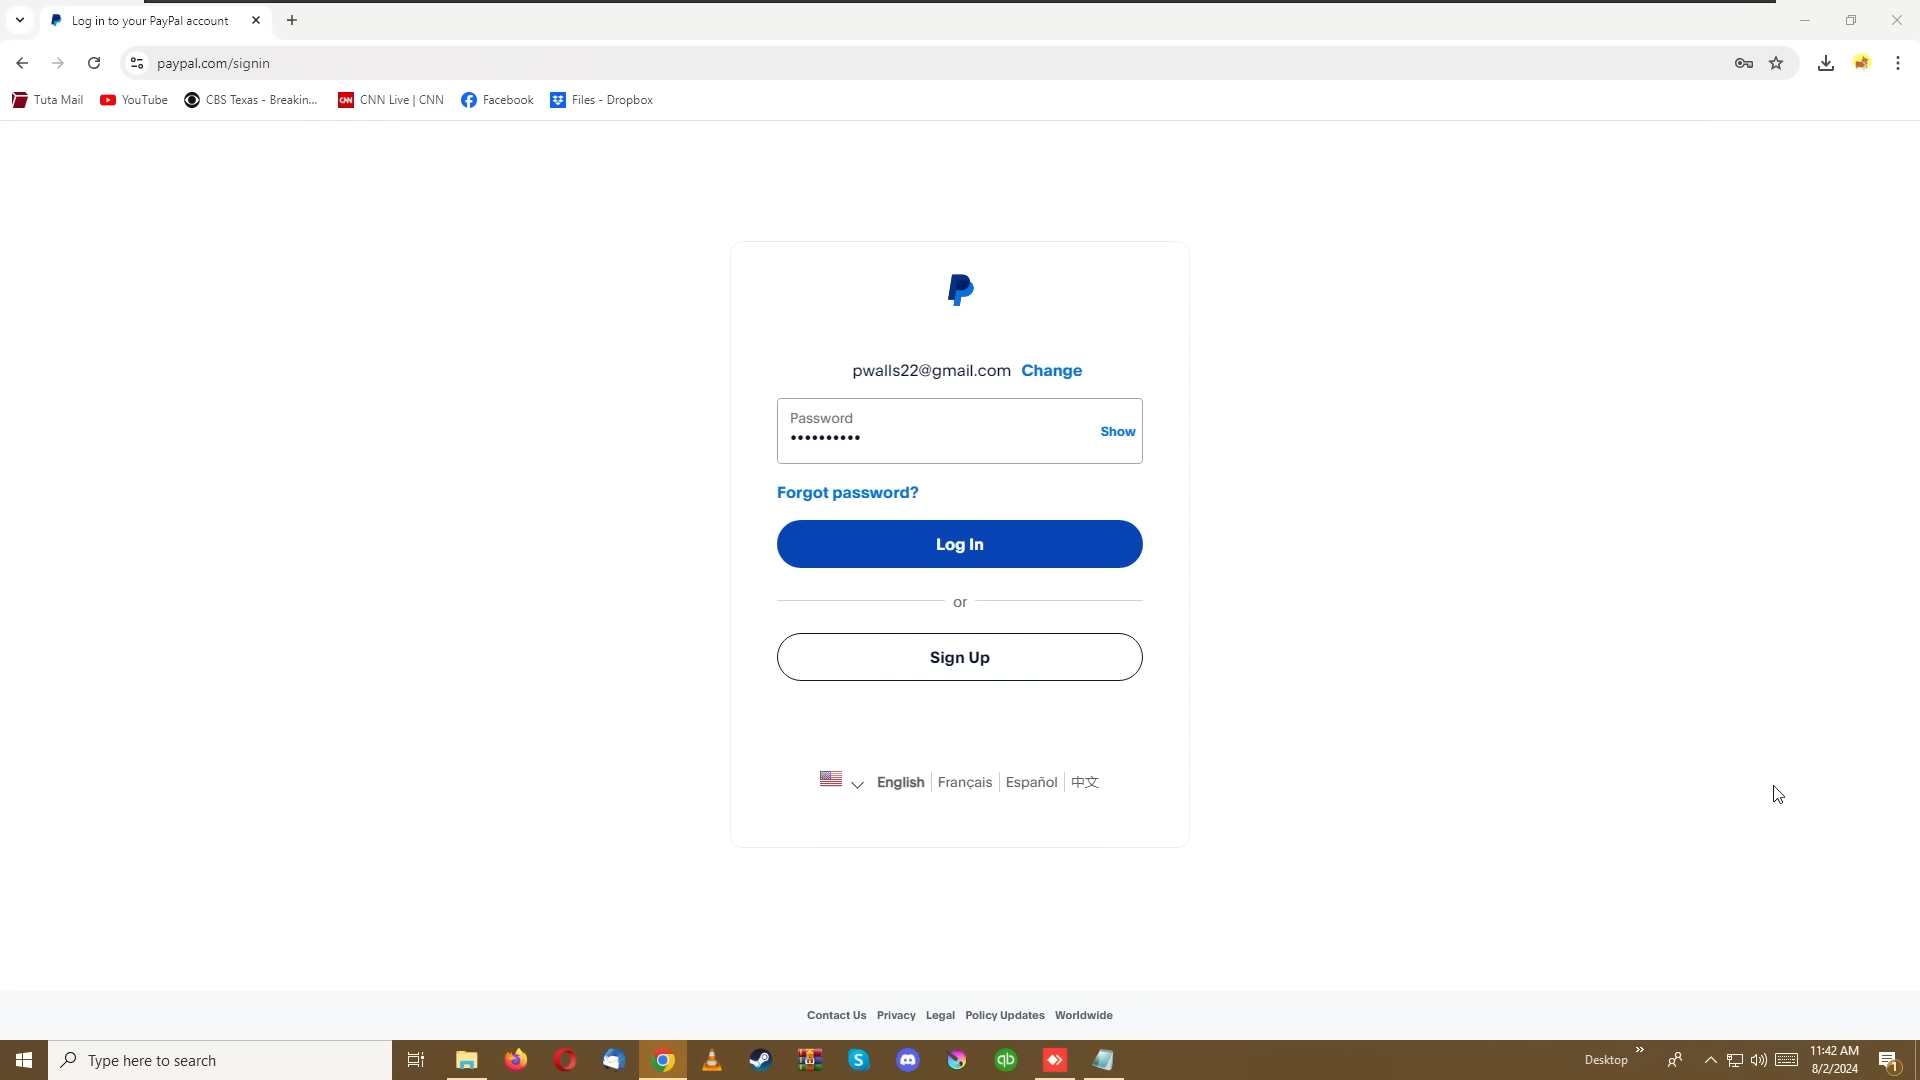 Log in to your PayPal account
paypal.com/signin
Tuta Mail YouTube CBS Texas - Breakin... CNN Live | CNN Facebook Files - Dropbox
pwalls22@gmail.com Change
Password
Show
••••••••••
Forgot password?
Log In
or
Sign Up
English Français Español 中文
Contact Us Privacy Legal Policy Updates Worldwide
Type here to search
Desktop
11:42 AM
8/2/2024
1